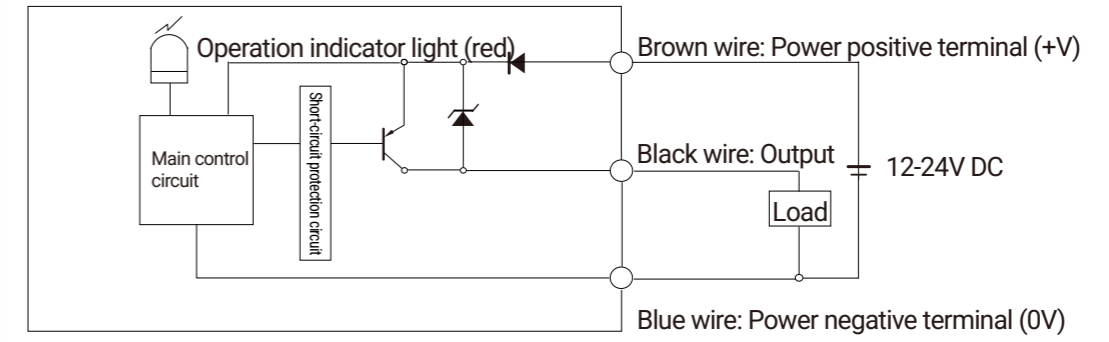 Operation indicator light (red)
Brown wire: Power positive terminal (+V)
Main control
circuit
Short-circuit protection circuit
Black wire: Output
12-24V DC
Load
Blue wire: Power negative terminal (0V)